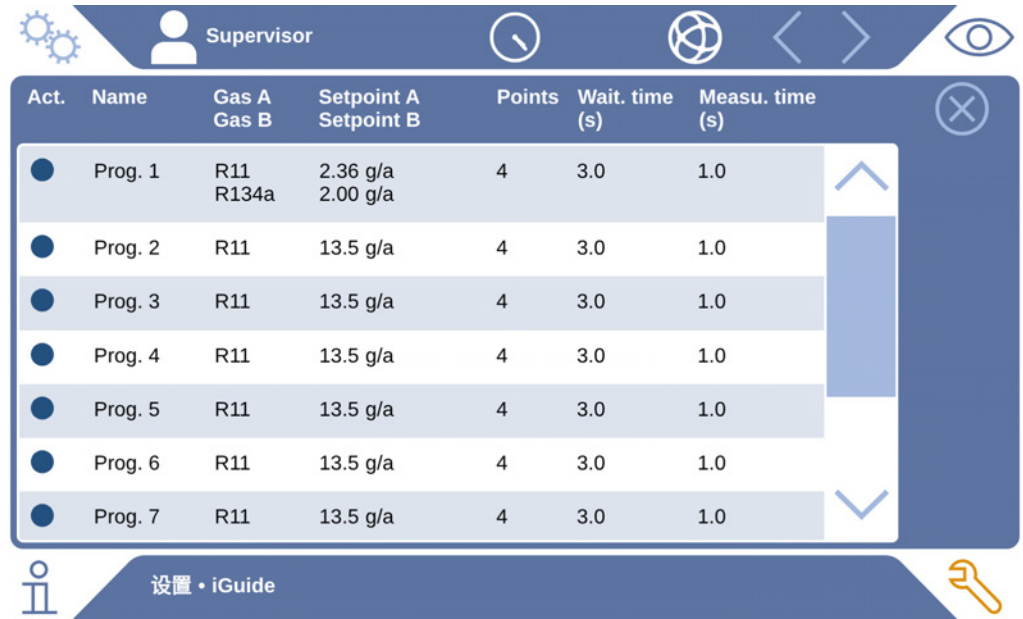 Supervisor
Act. Name Gas A Setpoint A Points Wait. time Measu. time
Gas B Setpoint B (s) (s)
Prog. 1 R11 2.36 g/a 4 3.0 1.0
R134a 2.00 g/a
Prog. 2 R11 13.5 g/a 4 3.0 1.0
Prog. 3 R11 13.5 g/a 4 3.0 1.0
Prog. 4 R11 13.5 g/a 4 3.0 1.0
Prog. 5 R11 13.5 g/a 4 3.0 1.0
Prog. 6 R11 13.5 g/a 4 3.0 1.0
Prog. 7 R11 13.5 g/a 4 3.0 1.0
设置 • iGuide